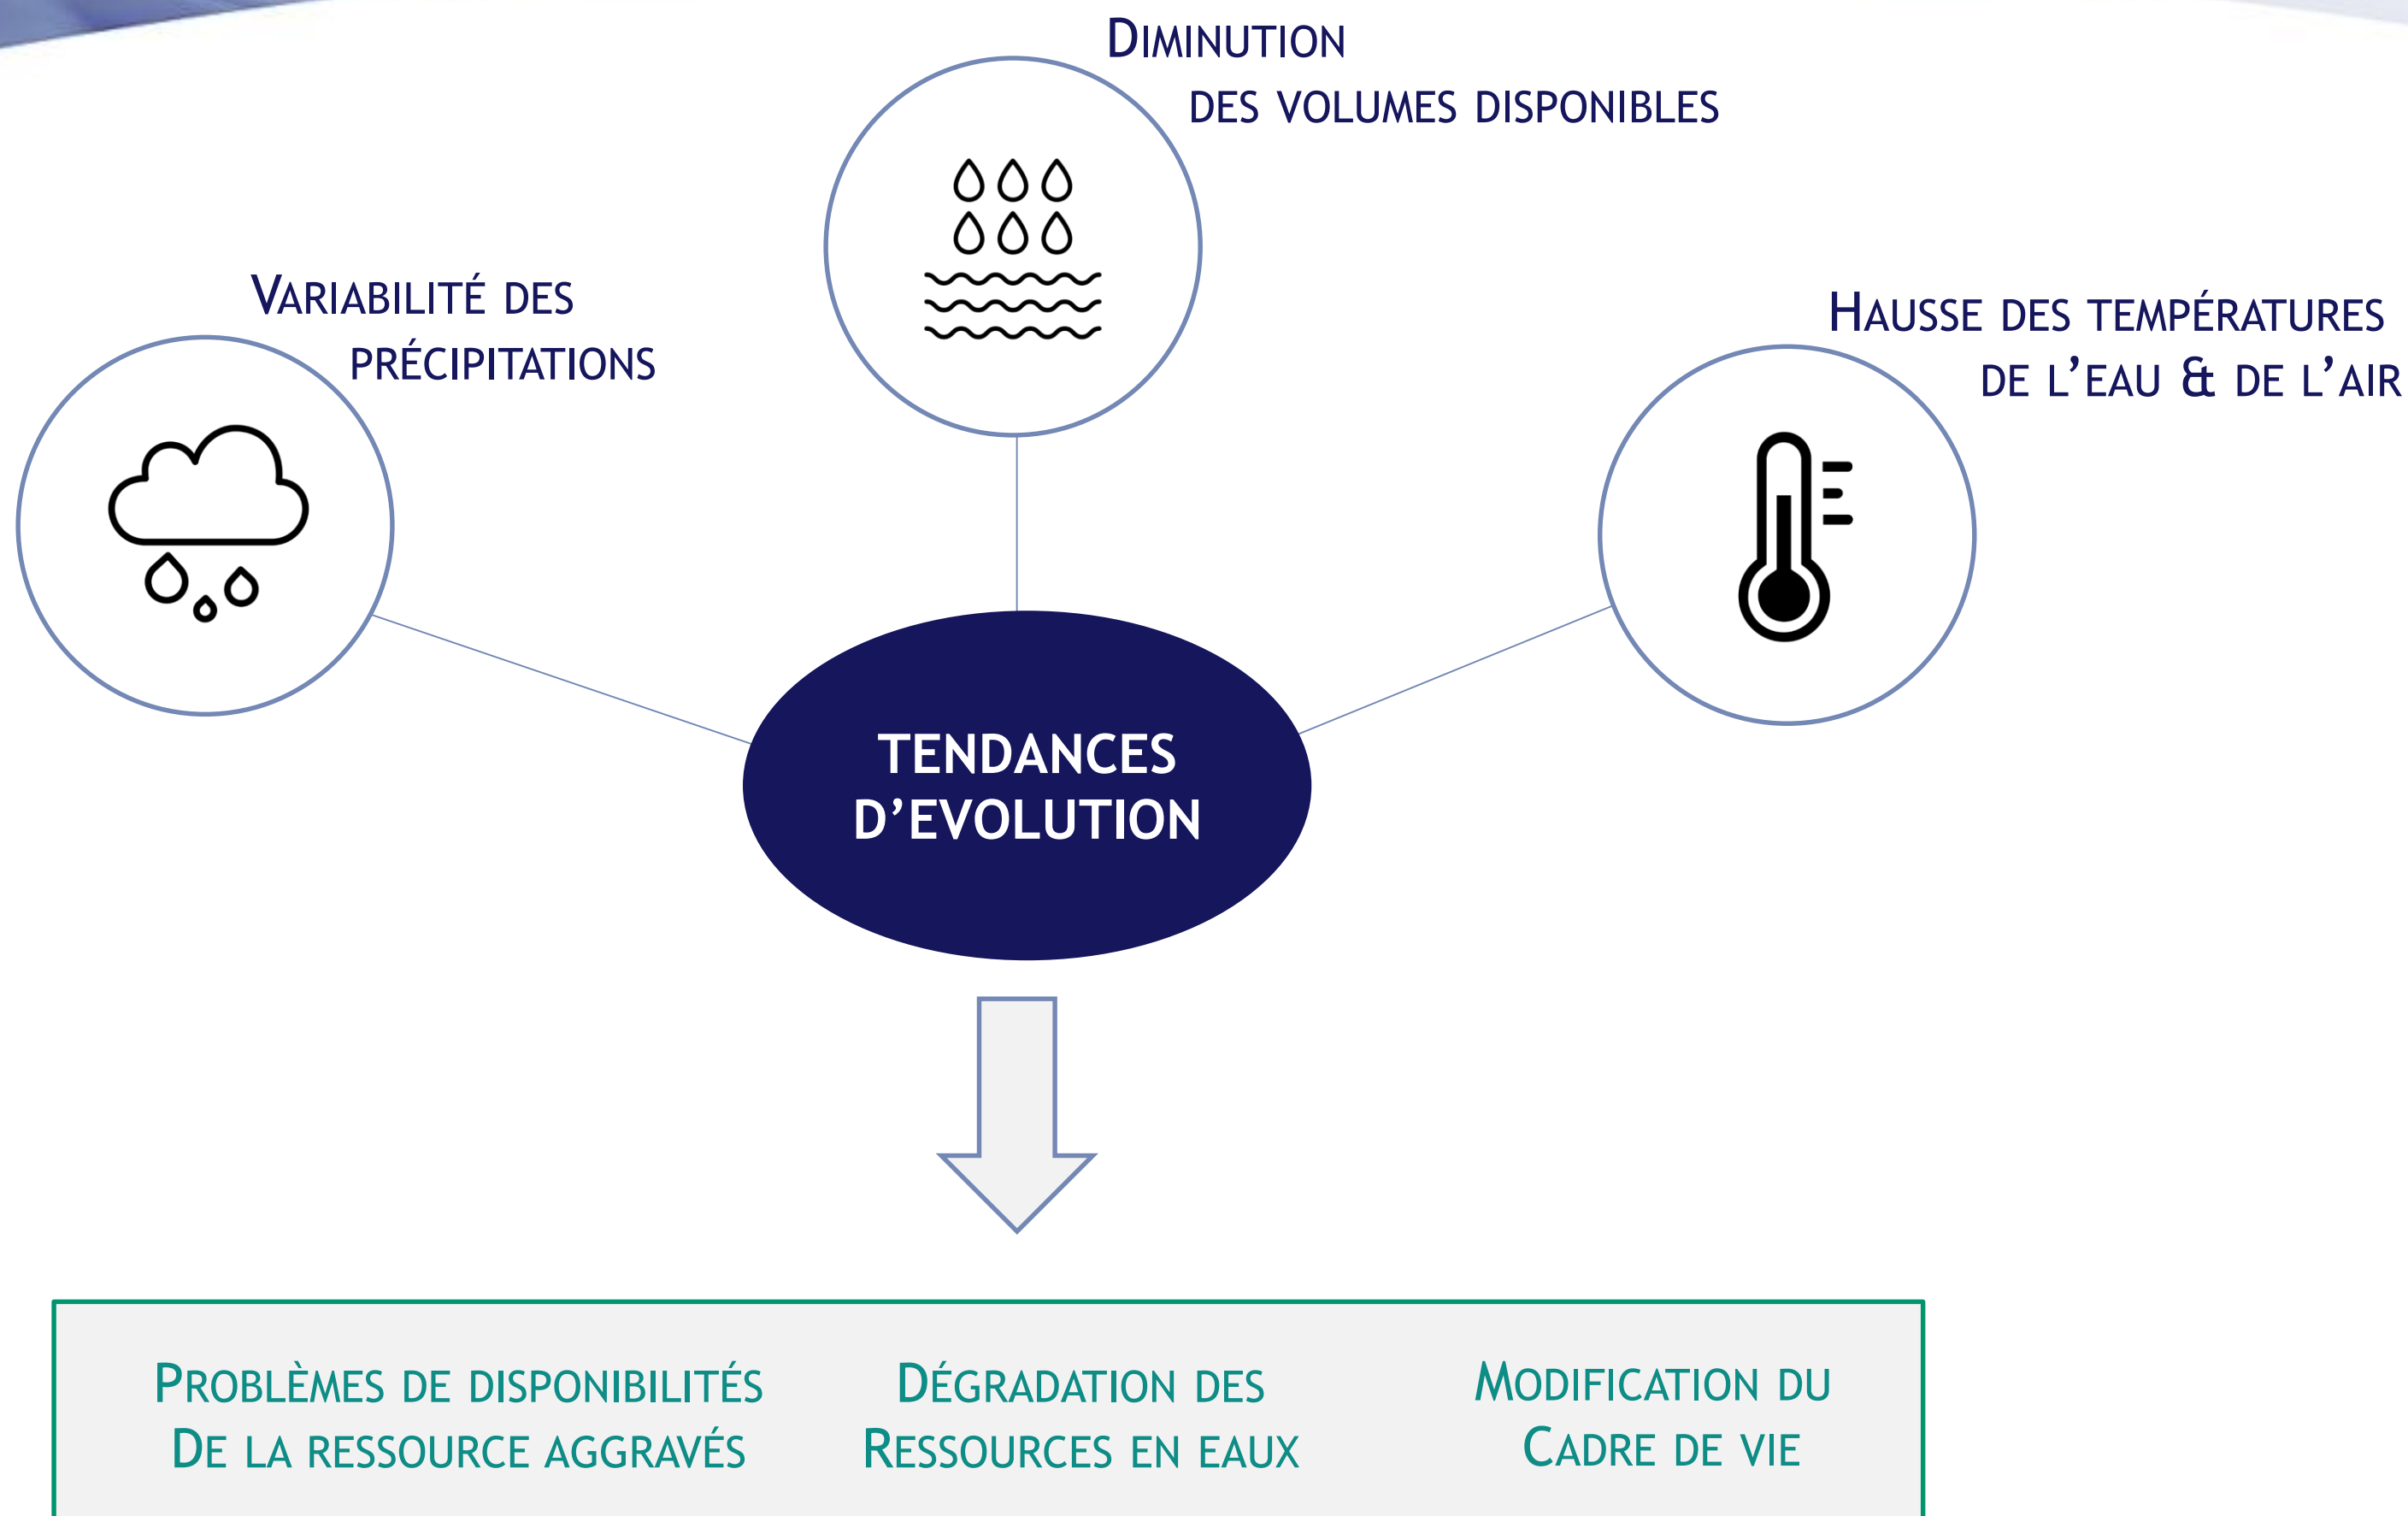 Diminution
des volumes disponibles
Variabilité des
précipitations
Hausse des températures
de l’eau & de l’air
TENDANCES
D’EVOLUTION
Problèmes de disponibilités
De la ressource aggravés
Dégradation des
Ressources en eaux
Modification du
Cadre de vie